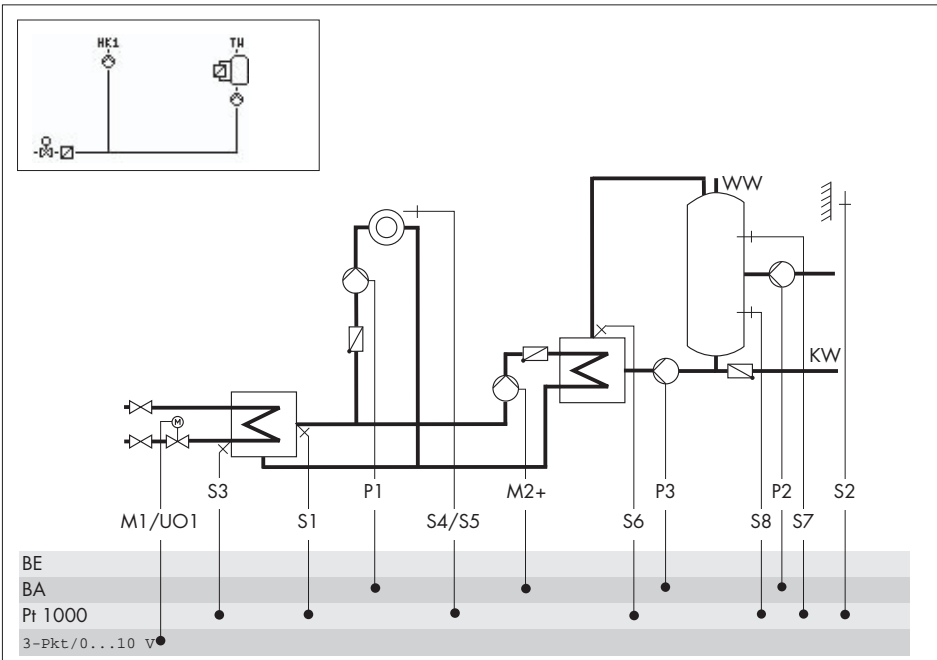 HK1 TW
WW
KW
M
S3 P1 M2+ P3 P2 S2
M1/UO1 S1 S4/S5 S6 S8 S7
BE
BA
Pt 1000
3-Pkt/0...10 V